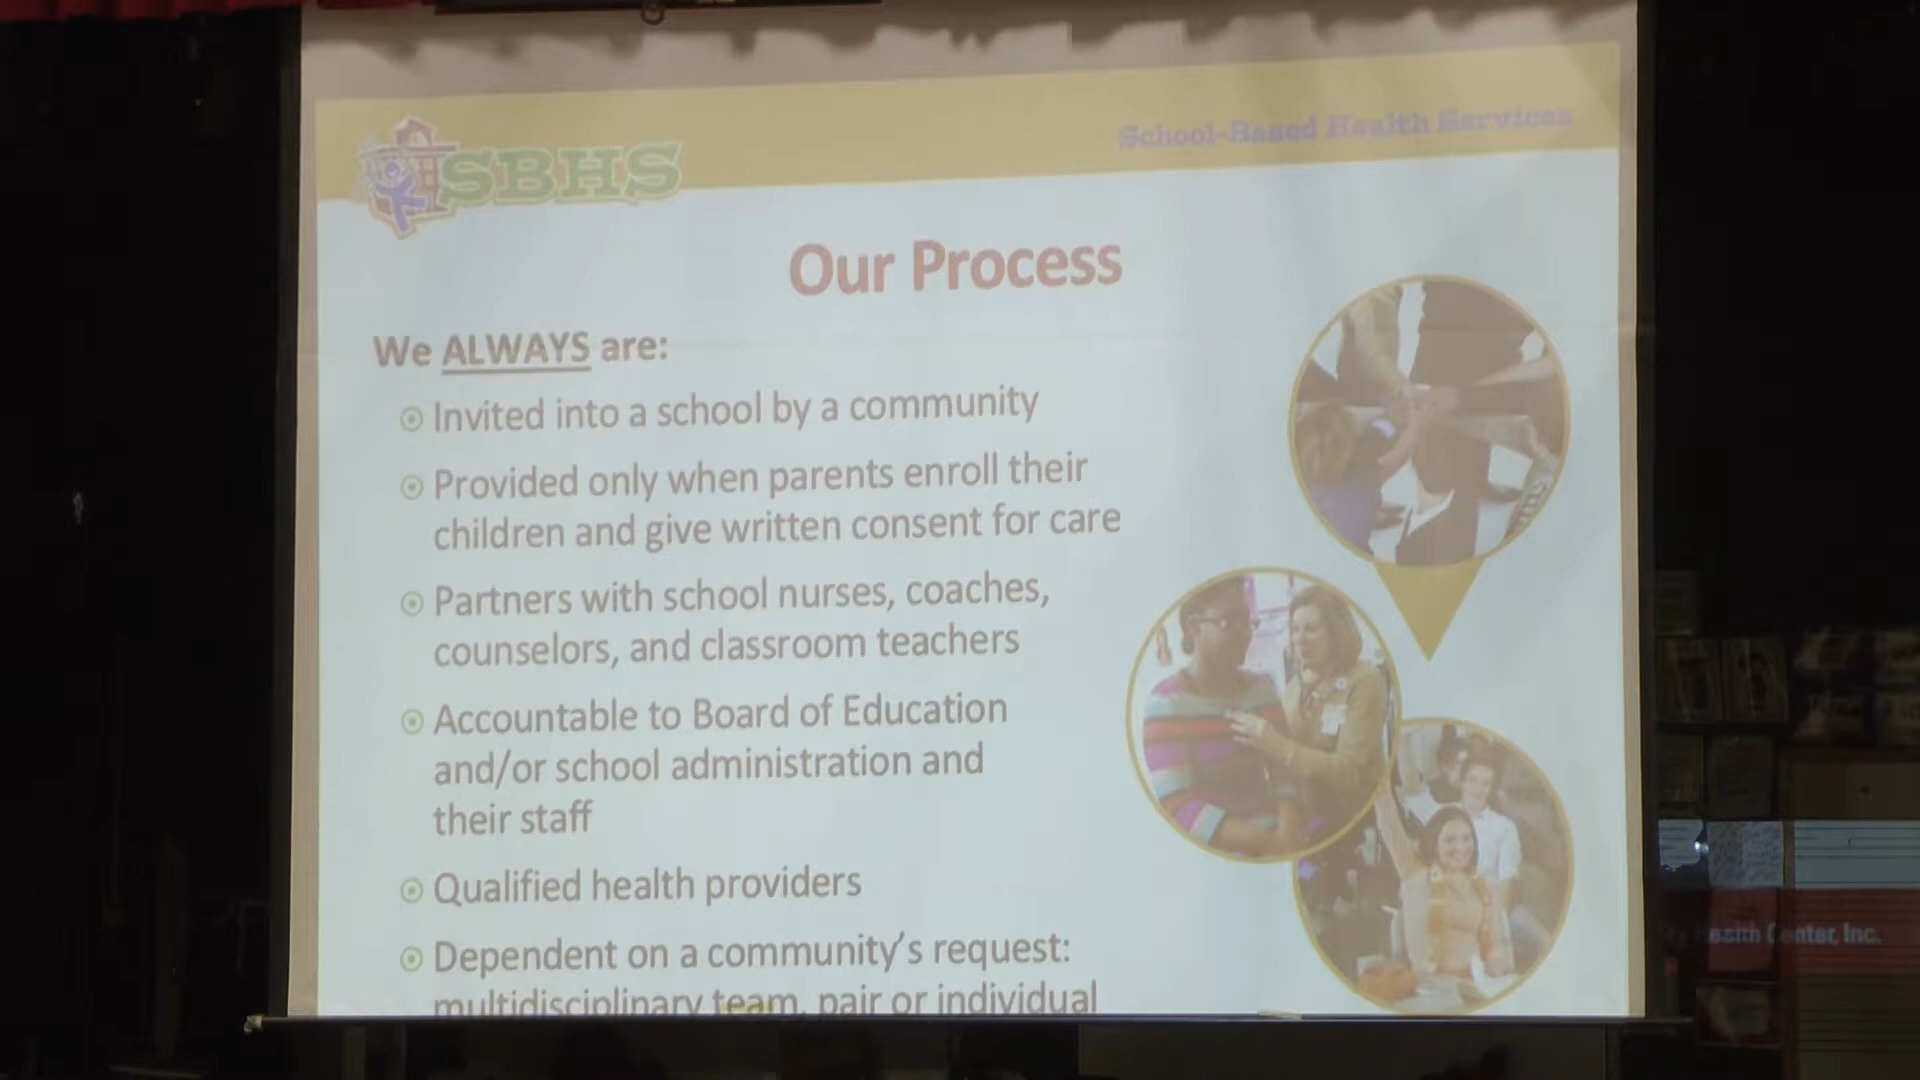 SBHS
School-Based Health Services
Our Process
We ALWAYS are:
Invited into a school by a community
Provided only when parents enroll their
children and give written consent for care
Partners with school nurses, coaches,
counselors, and classroom teachers
Accountable to Board of Education
and/or school administration and
their staff
Qualified health providers
Dependent on a community's request:
multidisciplinary team, pair or individual
Health Center, Inc.